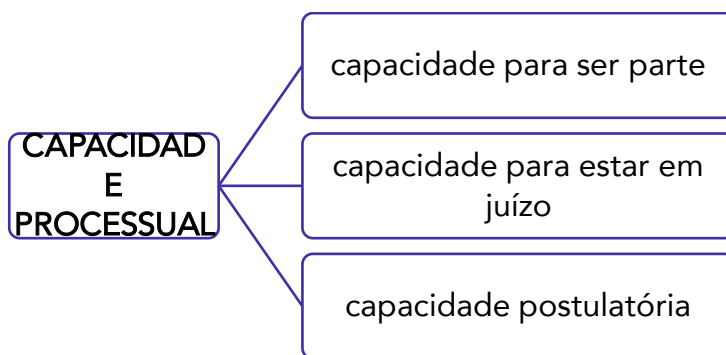 CAPACIDAD
E
PROCESSUAL
capacidade para ser parte
capacidade para estar em
juízo
capacidade postulatória